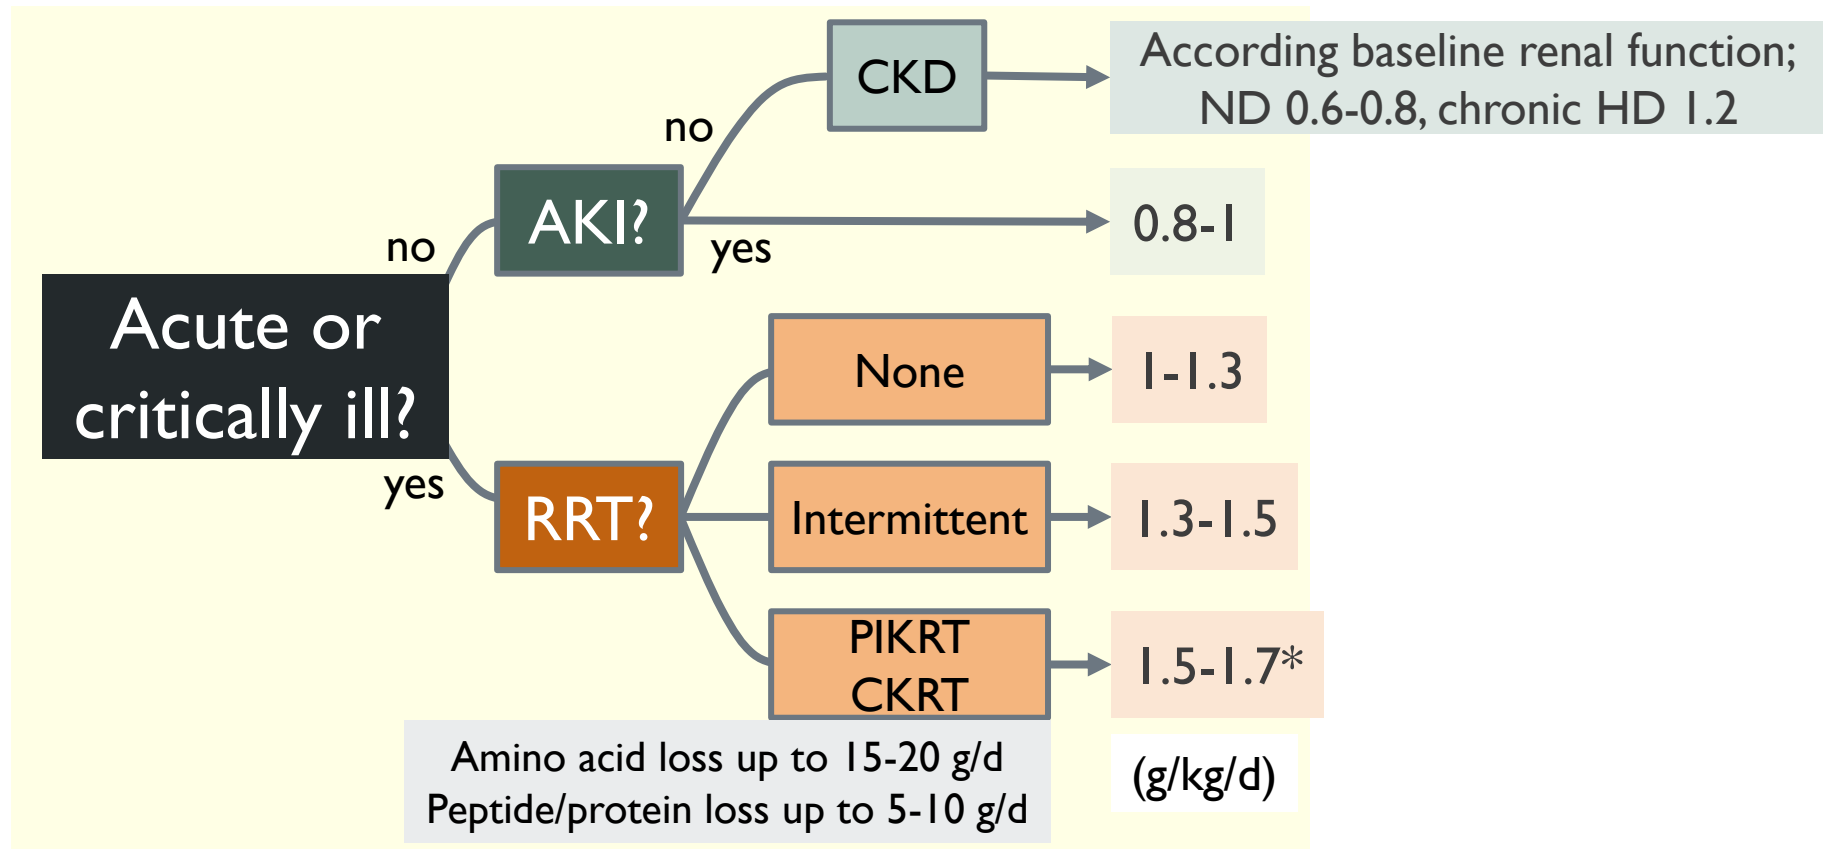 CKD
According baseline renal function;
ND 0.6-0.8, chronic HD 1.2
no
AKI?
0.8-1
no
yes
Acute or
critically ill?
None
1-1.3
yes
RRT?
Intermittent
1.3-1.5
PIKRT
CKRT
1.5-1.7*
Amino acid loss up to 15-20 g/d
Peptide/protein loss up to 5-10 g/d
(g/kg/d)